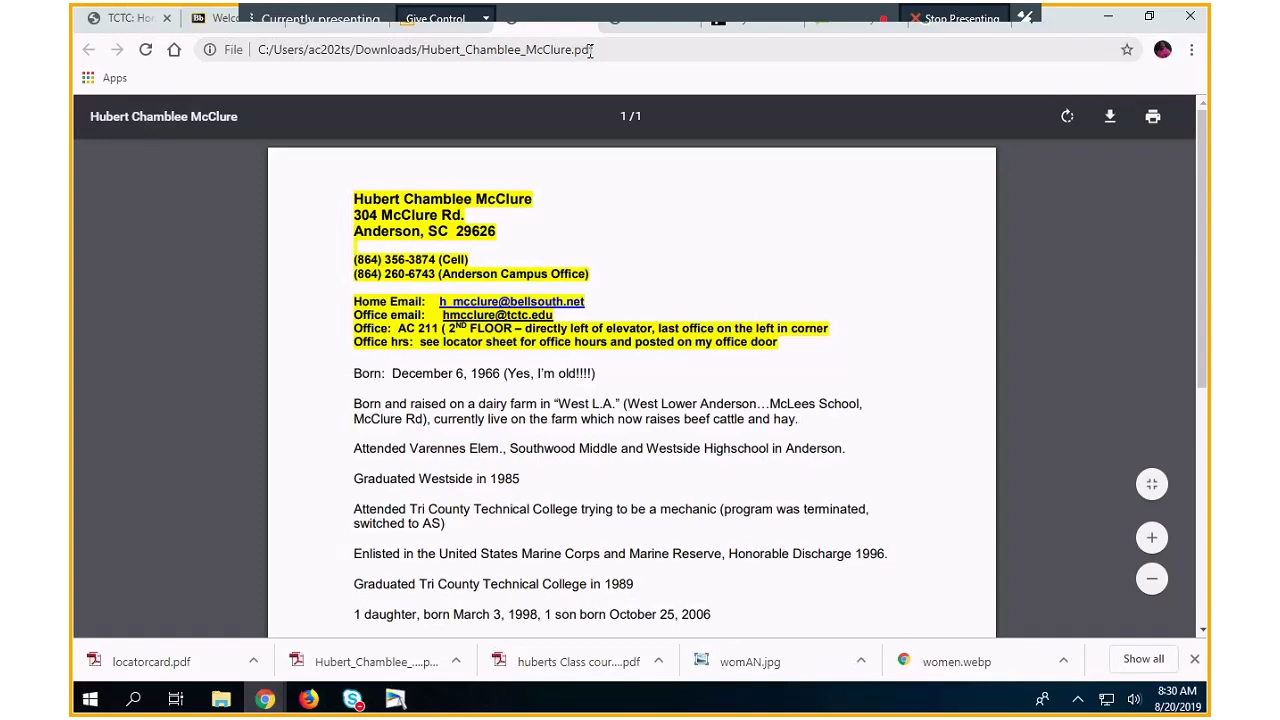 TCTC: Ho
Welco
Currently presenting
Give Control
Stop Presenting
File
C:/Users/ac202ts/Downloads/Hubert_Chamblee_McClure.pdf
Apps
Hubert Chamblee McClure
1 / 1
Hubert Chamblee McClure
304 McClure Rd.
Anderson, SC 29626
(864) 356-3874 (Cell)
(864) 260-6743 (Anderson Campus Office)
Home Email: h_mcclure@bellsouth.net
Office email: hmcclure@tctc.edu
Office: AC 211 ( 2ND FLOOR – directly left of elevator, last office on the left in corner
Office hrs: see locator sheet for office hours and posted on my office door
Born: December 6, 1966 (Yes, I'm old!!!!)
Born and raised on a dairy farm in “West L.A.” (West Lower Anderson…McLees School,
McClure Rd), currently live on the farm which now raises beef cattle and hay.
Attended Varennes Elem., Southwood Middle and Westside Highschool in Anderson.
Graduated Westside in 1985
Attended Tri County Technical College trying to be a mechanic (program was terminated,
switched to AS)
Enlisted in the United States Marine Corps and Marine Reserve, Honorable Discharge 1996.
Graduated Tri County Technical College in 1989
1 daughter, born March 3, 1998, 1 son born October 25, 2006
locatorcard.pdf
Hubert_Chamblee_....p...
huberts Class cour....pdf
womAN.jpg
women.webp
Show all
8:30 AM
8/20/2019